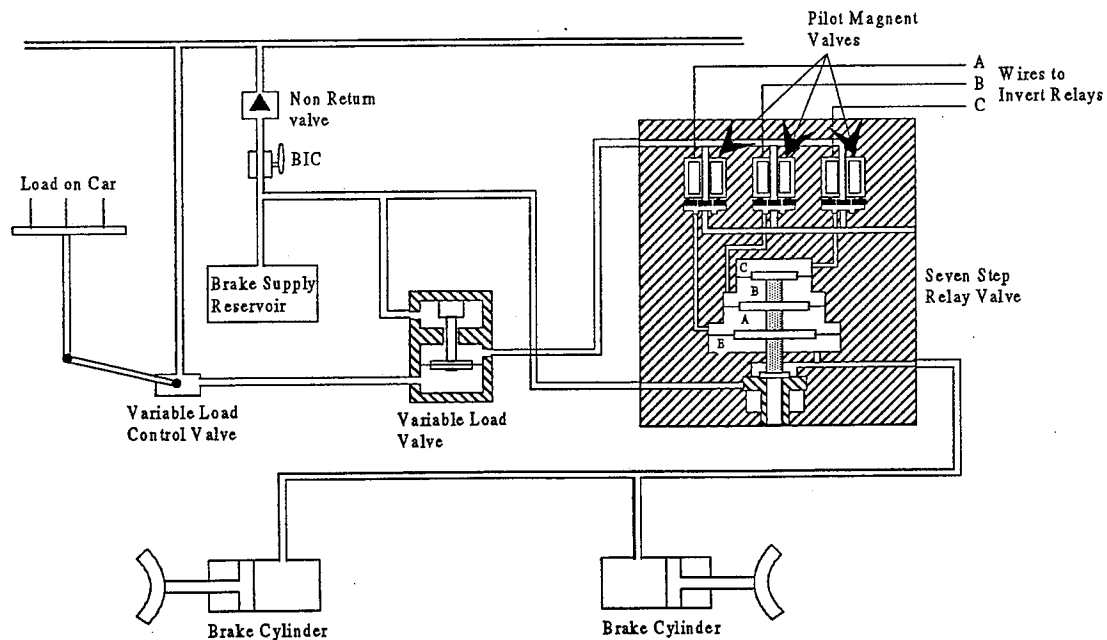 Pilot Magnent
Valves
A
B
C
Wires to
Invert Relays
Non Return
valve
BIC
Load on Car
Brake Supply
Reservoir
C
B
A
E
Seven Step
Relay Valve
Variable Load
Control Valve
Variable Load
Valve
Brake Cylinder
Brake Cylinder